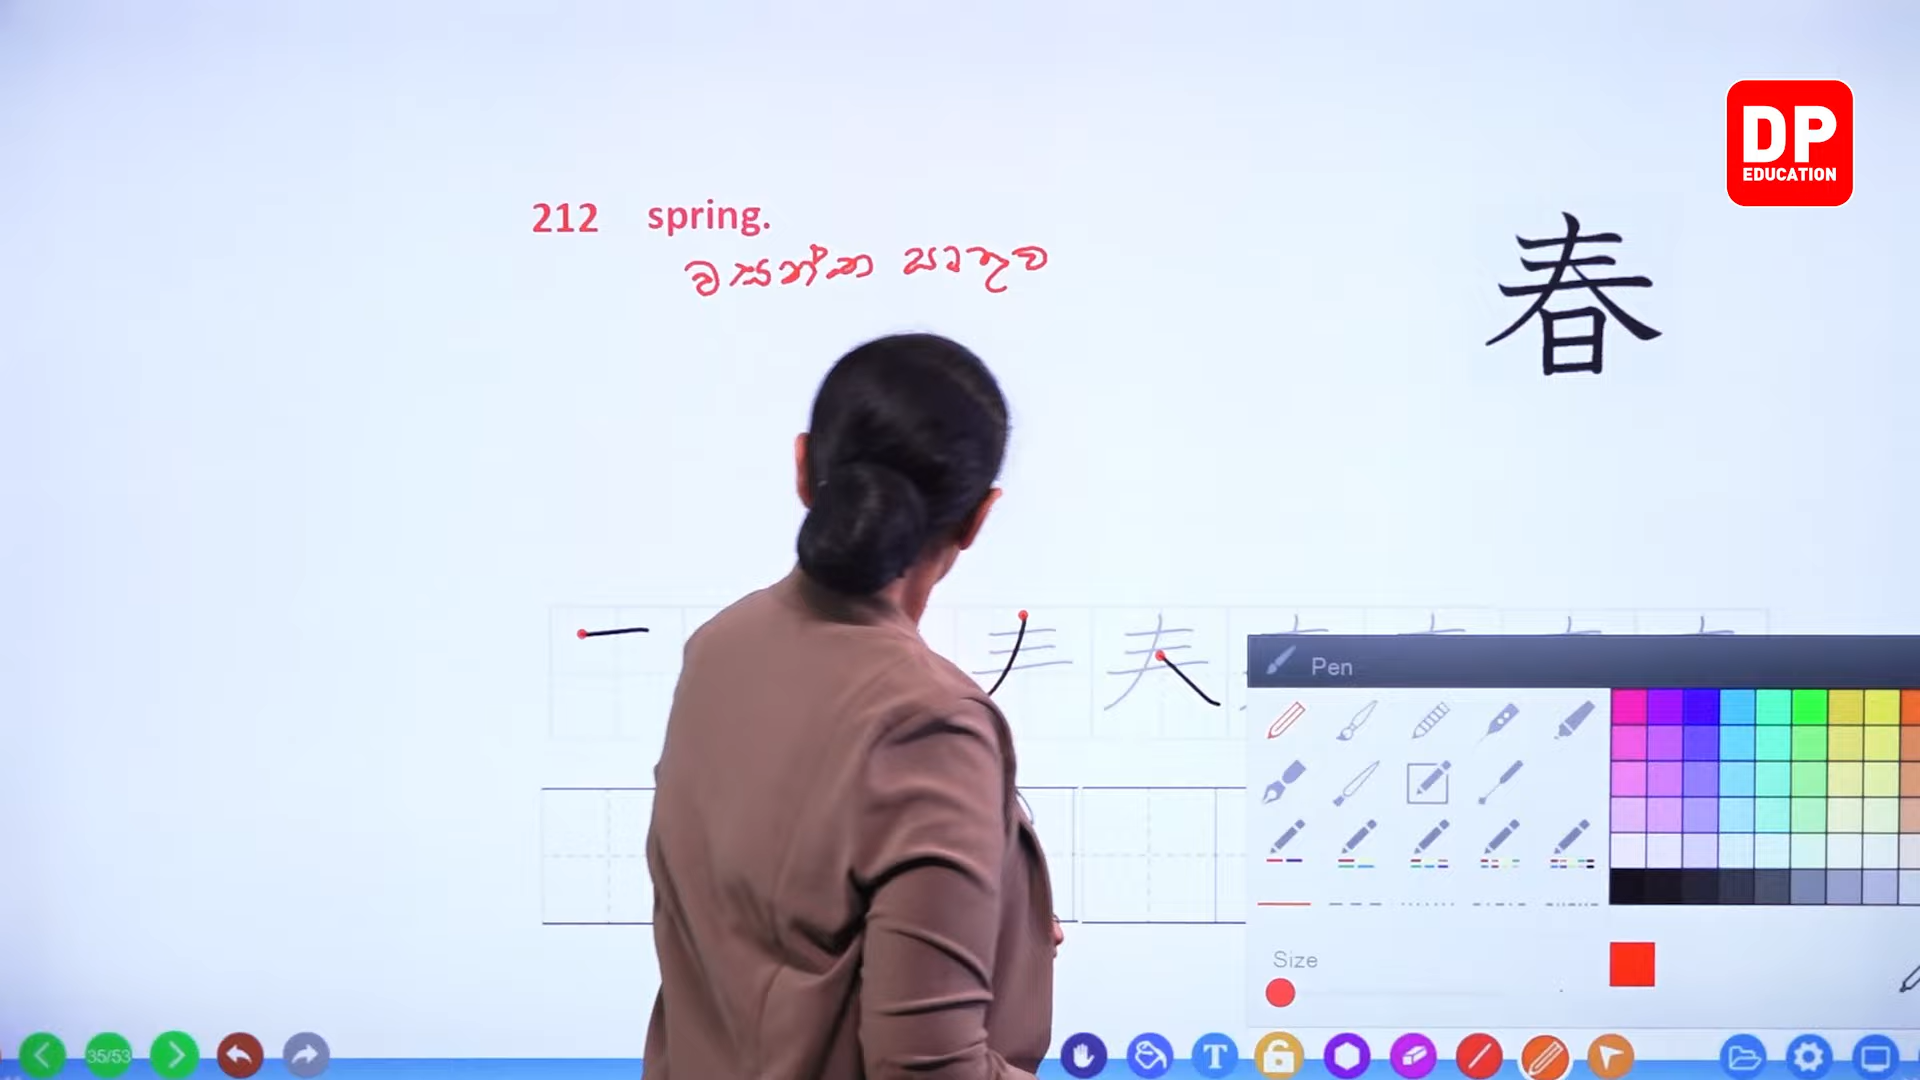 DP
EDUCATION
212 spring.
වසන්ත සෘතුව
春
Pen
Size
35/53
T